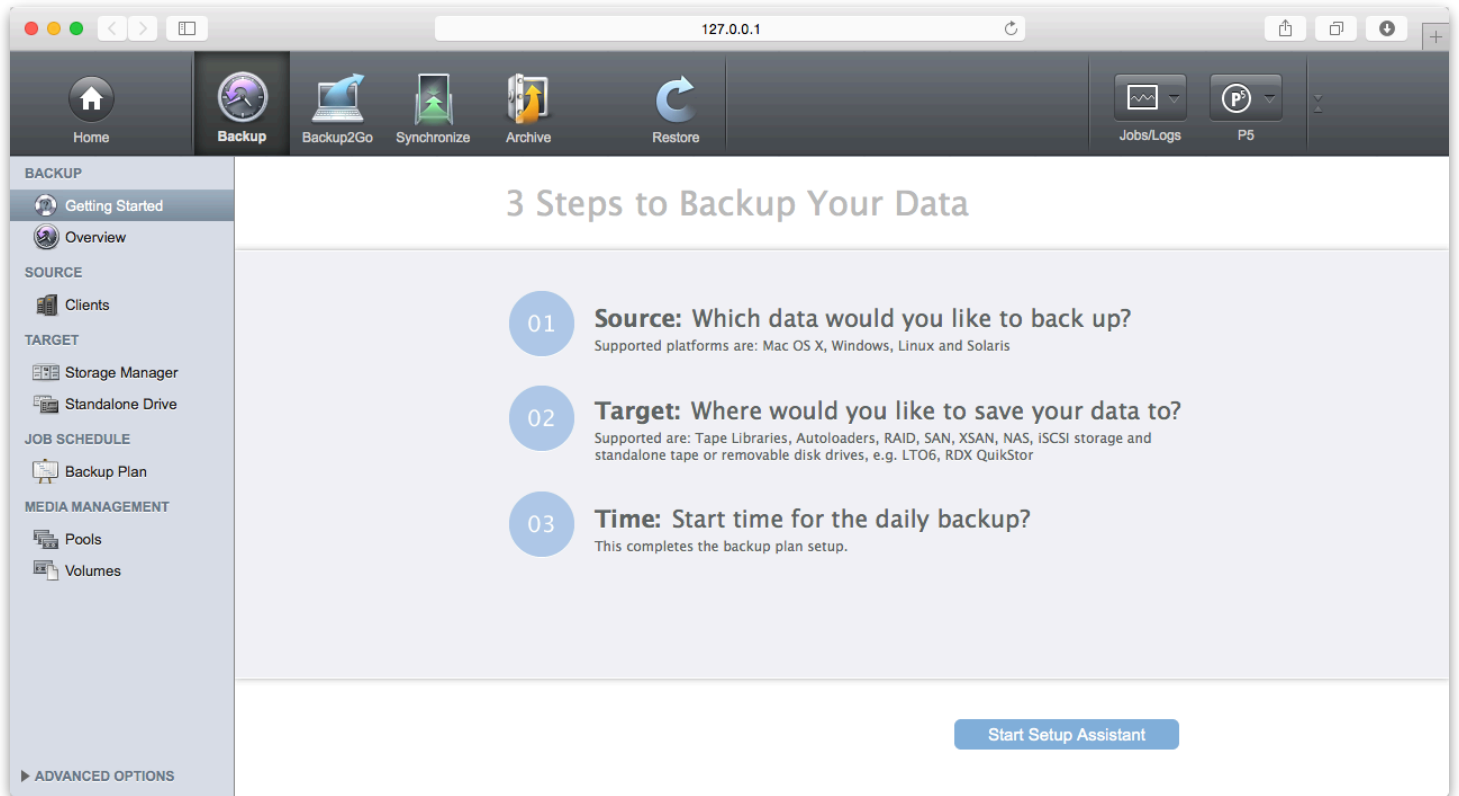 127.0.0.1
Home
Backup
Backup2Go
Synchronize
Archive
Restore
Jobs/Logs
P5
P5
BACKUP
Getting Started
Overview
SOURCE
Clients
TARGET
Storage Manager
Standalone Drive
JOB SCHEDULE
Backup Plan
MEDIA MANAGEMENT
Pools
Volumes
ADVANCED OPTIONS
3 Steps to Backup Your Data
01
Source: Which data would you like to back up?
Supported platforms are: Mac OS X, Windows, Linux and Solaris
02
Target: Where would you like to save your data to?
Supported are: Tape Libraries, Autoloaders, RAID, SAN, XSAN, NAS, iSCSI storage and
standalone tape or removable disk drives, e.g. LTO6, RDX QuikStor
03
Time: Start time for the daily backup?
This completes the backup plan setup.
Start Setup Assistant